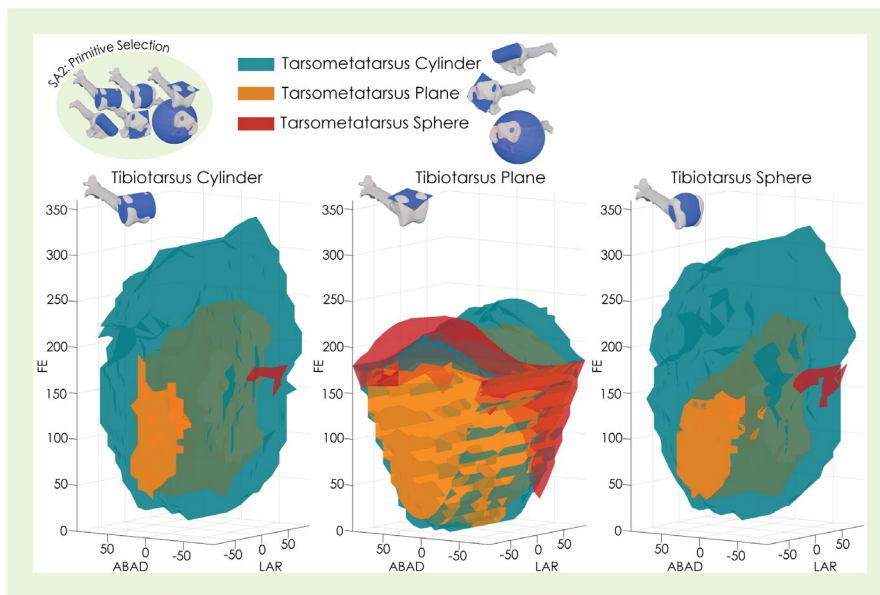 SA2: Primitive Selection
Tarsometatarsus Cylinder
Tarsometatarsus Plane
Tarsometatarsus Sphere
Tibiotarsus Cylinder
Tibiotarsus Plane
Tibiotarsus Sphere
350
300
250
200
150
100
50
0
FE
50
0
-50
ABAD
-50
0
50
LAR
350
300
250
200
150
100
50
0
FE
50
0
-50
ABAD
-50
0
50
LAR
350
300
250
200
150
100
50
0
FE
50
0
-50
ABAD
-50
0
50
LAR